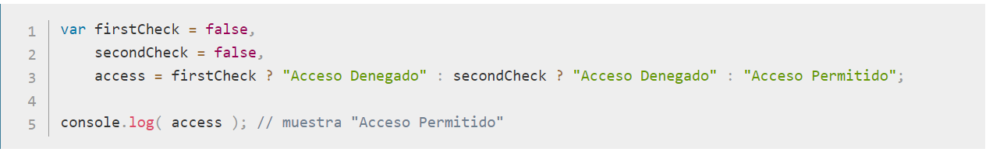 1 var firstCheck = false,
2     secondCheck = false,
3     access = firstCheck ? "Acceso Denegado" : secondCheck ? "Acceso Denegado" : "Acceso Permitido";
4
5 console.log( access ); // muestra "Acceso Permitido"